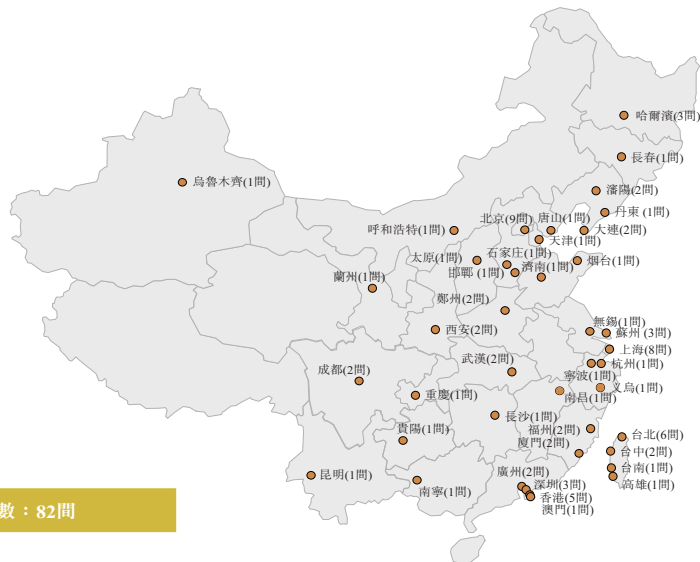 哈爾濱(3間)
長春(1間)
烏魯木齊(1間)
瀋陽(2間)
丹東 (1間)
北京(9間)
唐山(1間)
呼和浩特(1間)
大連(2間)
天津(1間)
石家庄(1間)
太原(1間)
烟台(1間)
邯鄲 (1間)
濟南(1間)
蘭州(1間)
鄭州(2間)
無錫(1間)
西安(2間)
蘇州 (3間)
上海(8間)
武漢(2間)
杭州(1間)
成都(2間)
寧波(1間)
义烏(1間)
重慶(1間)
南昌(1間)
長沙(1間)
貴陽(1間)
福州(2間)
台北(6間)
廈門(2間)
台中(2間)
台南(1間)
昆明(1間)
廣州(2間)
高雄(1間)
南寧(1間)
深圳(3間)
香港(5間)
澳門(1間)
數：82間